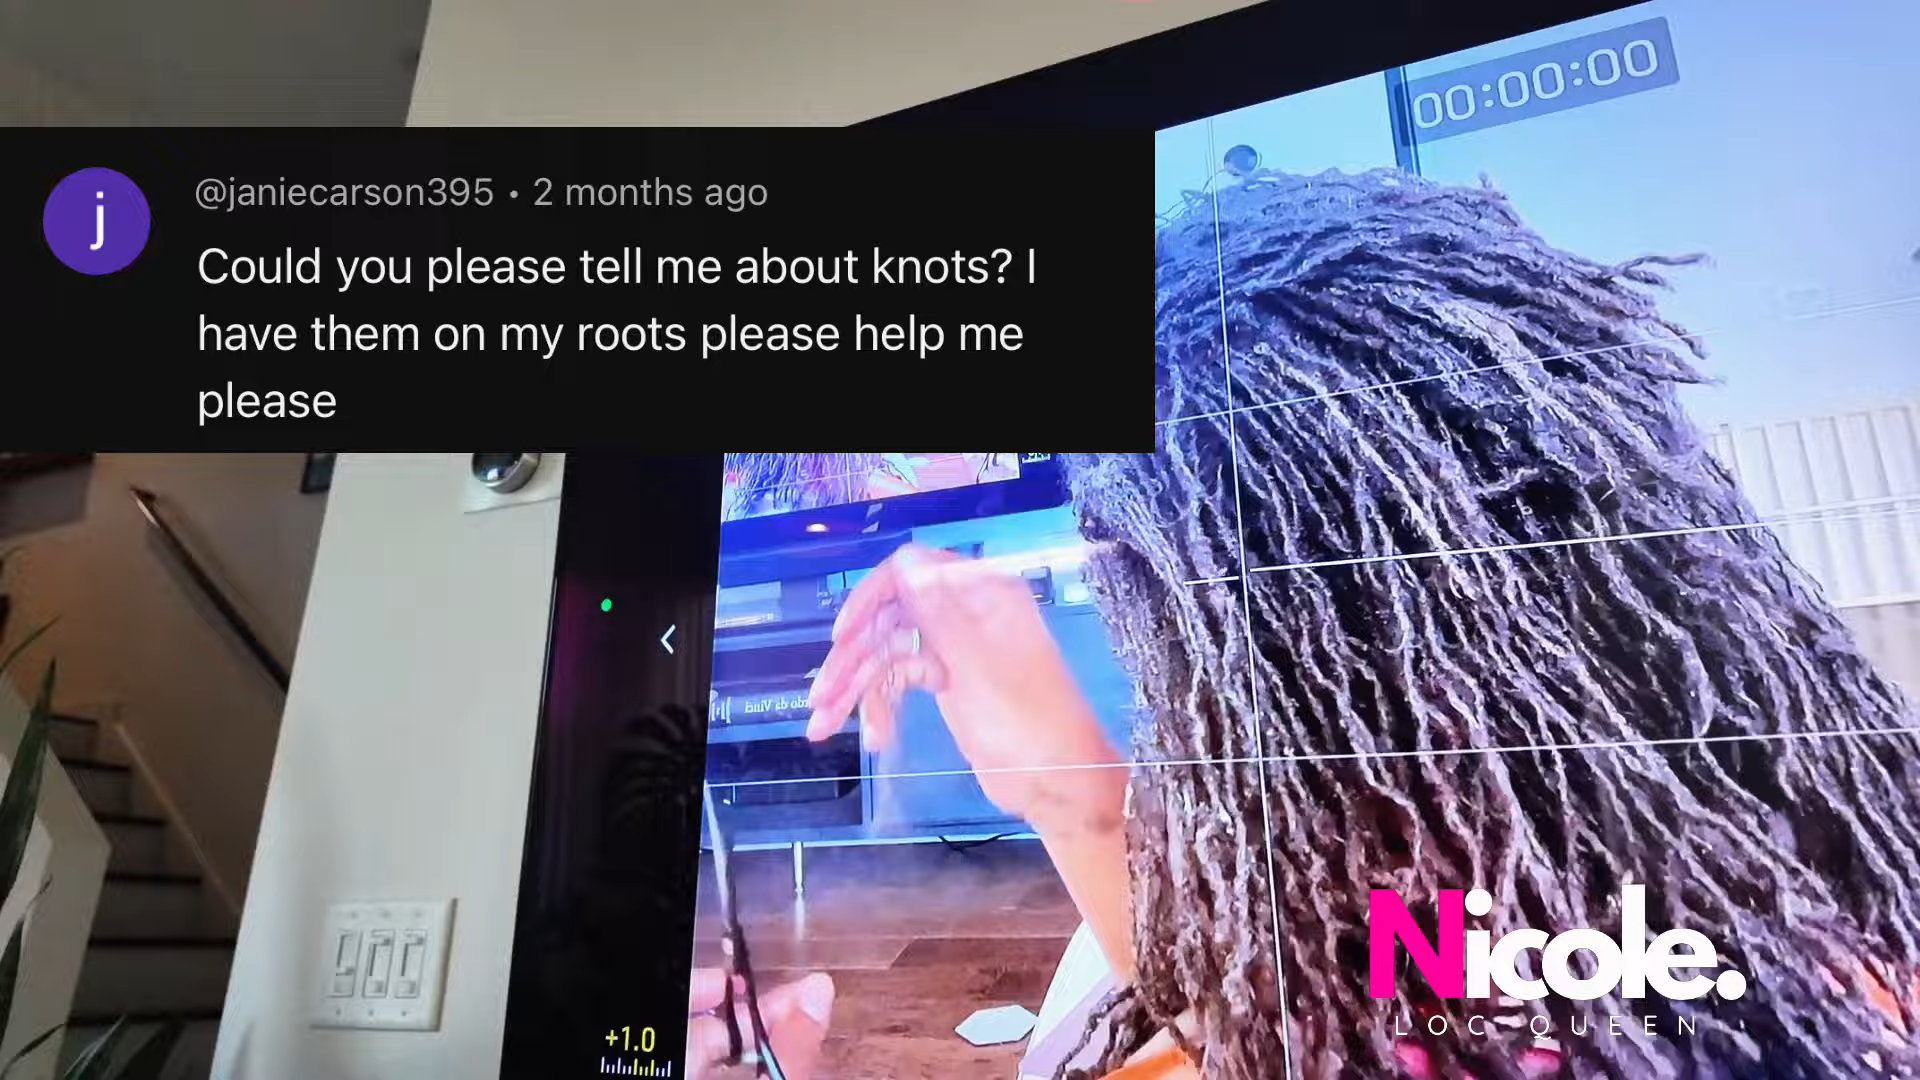 00:00:00
j
@janiecarson395 • 2 months ago
Could you please tell me about knots? I
have them on my roots please help me
please
+1.0
Nicole.
LOC QUEEN